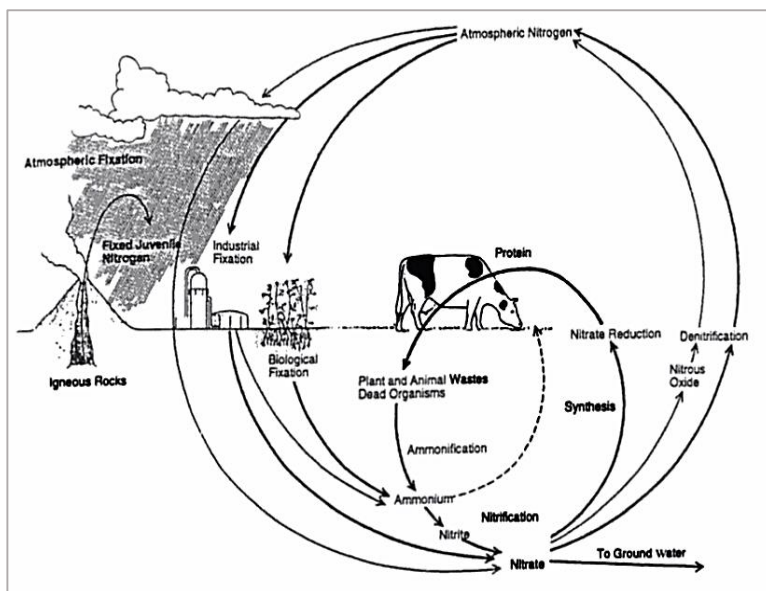 Atmospheric Nitrogen
Atmospheric Fixation
Fixed Juvenile
Nitrogen
Industrial
Fixation
Protein
Nitrate Reduction
Denitrification
Biological
Fixation
Igneous Rocks
Plant and Animal Wastes
Dead Organisms
Nitrous
Oxide
Synthesis
Ammonification
Ammonium
Nitrification
Nitrite
To Ground Water
Nitrate